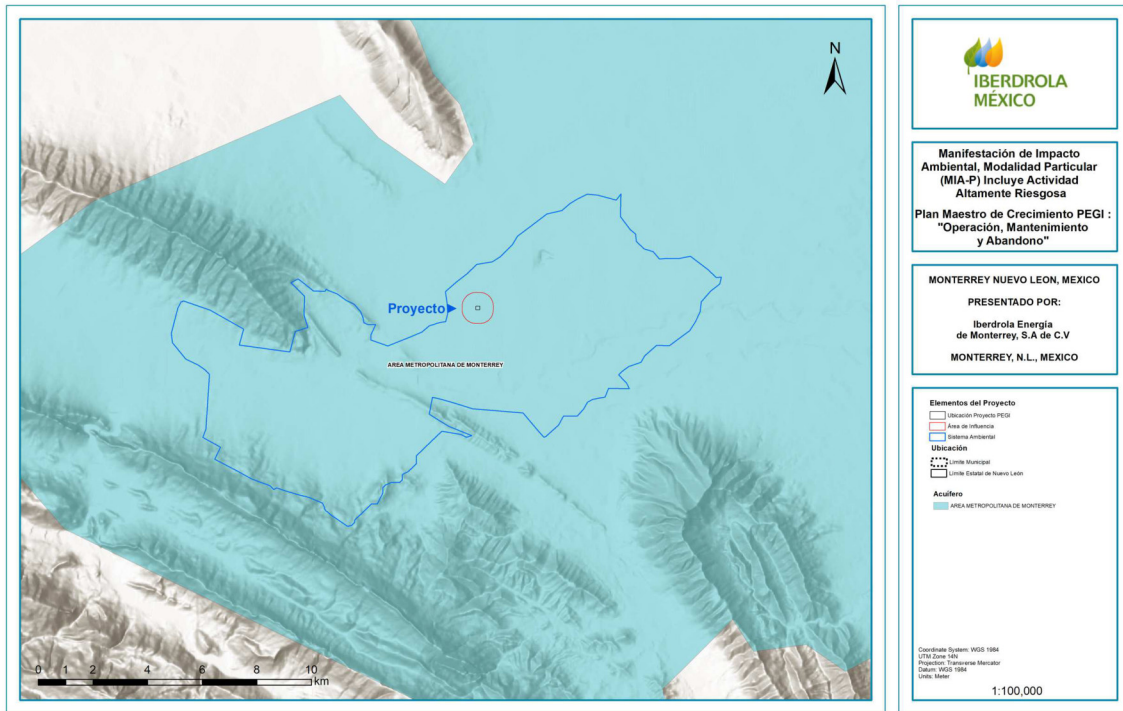 N
Proyecto
AREA METROPOLITANA DE MONTERREY
0 1 2 4 6 8 10
km
IBERDROLA
MÉXICO
Manifestación de Impacto
Ambiental, Modalidad Particular
(MIA-P) Incluye Actividad
Altamente Riesgosa
Plan Maestro de Crecimiento PEGI :
"Operación, Mantenimiento
y Abandono"
MONTERREY NUEVO LEON, MEXICO
PRESENTADO POR:
Iberdrola Energía
de Monterrey, S.A de C.V
MONTERREY, N.L., MEXICO
Elementos del Proyecto
Ubicación Proyecto PEGI
Área de Influencia
Sistema Ambiental
Ubicación
Límite Municipal
Límite Estatal de Nuevo León
Acuífero
AREA METROPOLITANA DE MONTERREY
Coordinate System: WGS 1984
UTM Zone 14N
Projection: Transverse Mercator
Datum: WGS 1984
Units: Meter
1:100,000